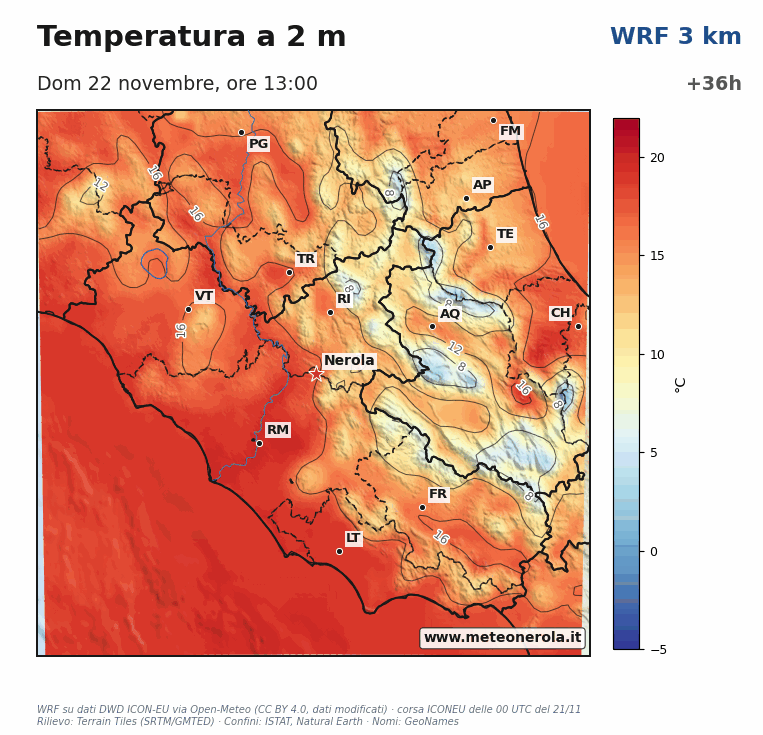 Temperatura a 2 m
WRF 3 km
Dom 22 novembre, ore 13:00
+36h
FM
PG
16
12
8
AP
16
16
TE
TR
VT
RI
8
8
AQ
CH
20
15
10
5
0
−5
°C
16
12
8
Nerola
16
8
RM
FR
8
16
LT
www.meteonerola.it
WRF su dati DWD ICON-EU via Open-Meteo (CC BY 4.0, dati modificati) · corsa ICONEU delle 00 UTC del 21/11
Rilievo: Terrain Tiles (SRTM/GMTED) · Confini: ISTAT, Natural Earth · Nomi: GeoNames